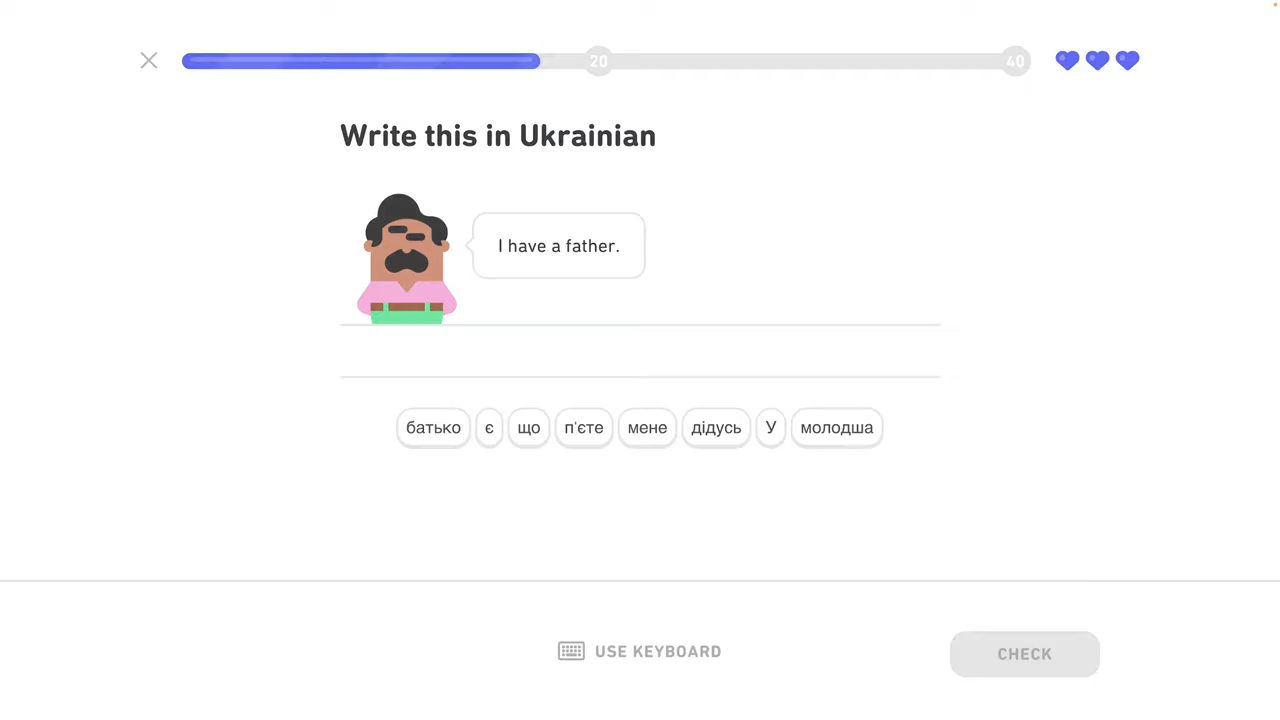 20
40
Write this in Ukrainian
I have a father.
батько є що п'єте мене дідусь У молодша
USE KEYBOARD
CHECK